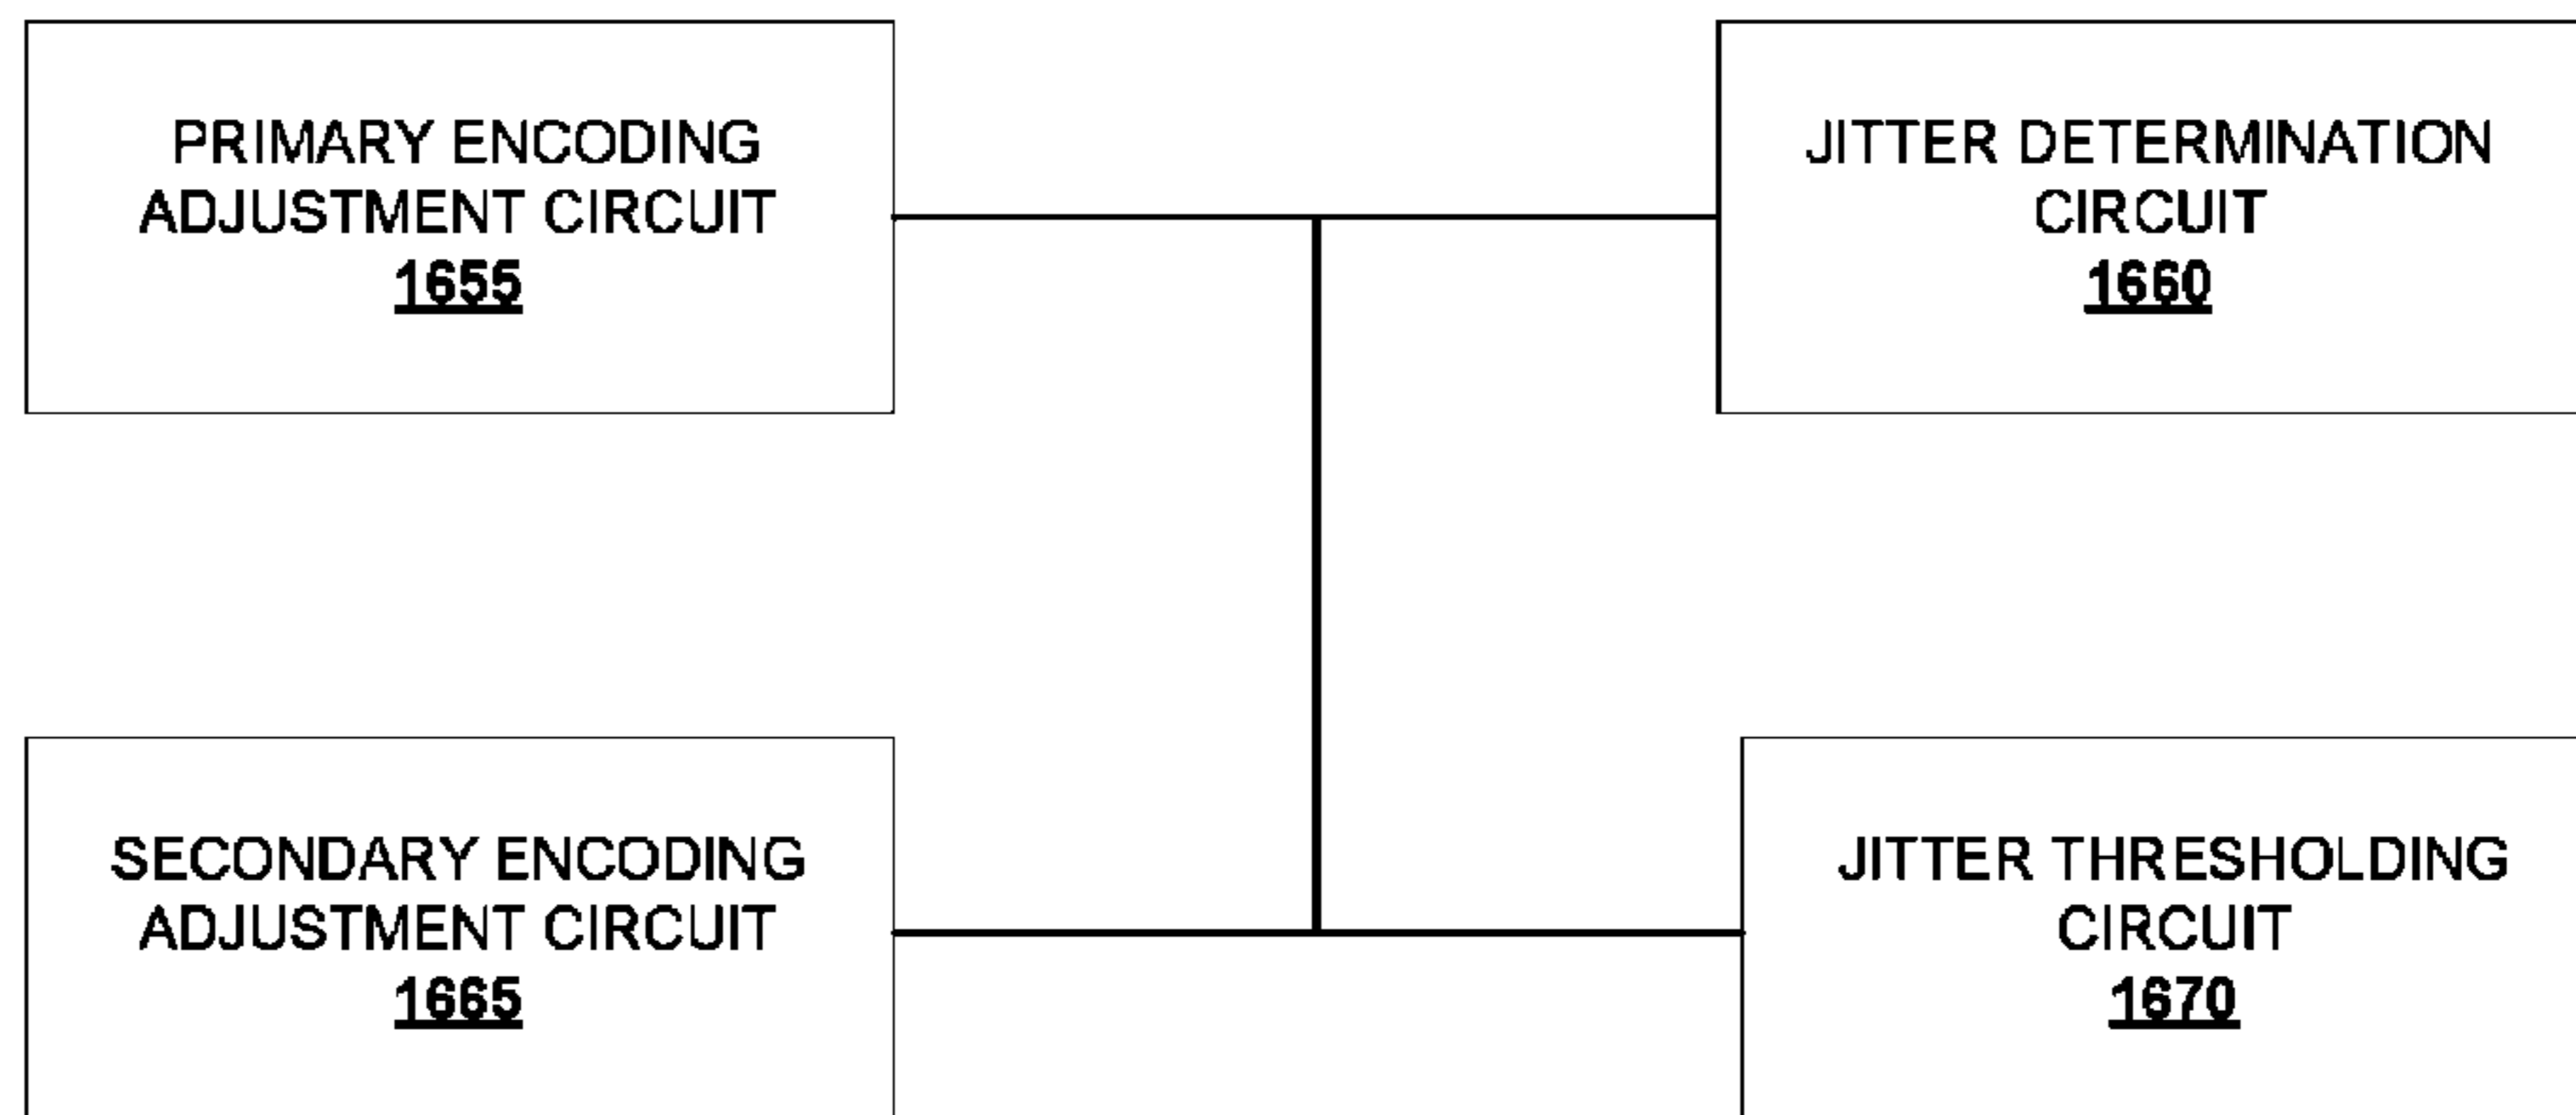 PRIMARY ENCODING
ADJUSTMENT CIRCUIT
1655
JITTER DETERMINATION
CIRCUIT
1660
SECONDARY ENCODING
ADJUSTMENT CIRCUIT
1665
JITTER THRESHOLDING
CIRCUIT
1670